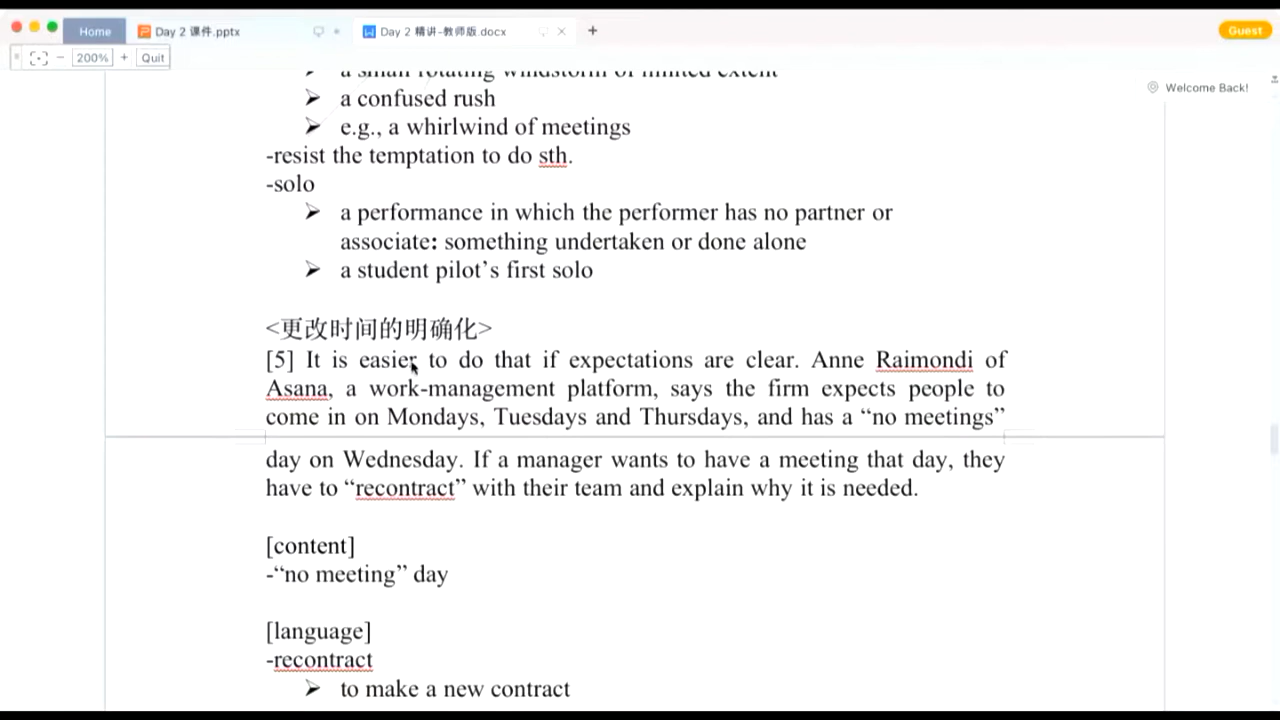 Home
Day 2 课件.pptx
Day 2 精讲-教师版.docx
Guest
200%
Quit
Welcome Back!
➢ a small rotating windstorm of limited extent
➢ a confused rush
➢ e.g., a whirlwind of meetings
-resist the temptation to do sth.
-solo
➢ a performance in which the performer has no partner or
associate: something undertaken or done alone
➢ a student pilot's first solo
<更改时间的明确化>
[5] It is easier to do that if expectations are clear. Anne Raimondi of
Asana, a work-management platform, says the firm expects people to
come in on Mondays, Tuesdays and Thursdays, and has a “no meetings”
day on Wednesday. If a manager wants to have a meeting that day, they
have to “recontract” with their team and explain why it is needed.
[content]
-“no meeting” day
[language]
-recontract
➢ to make a new contract